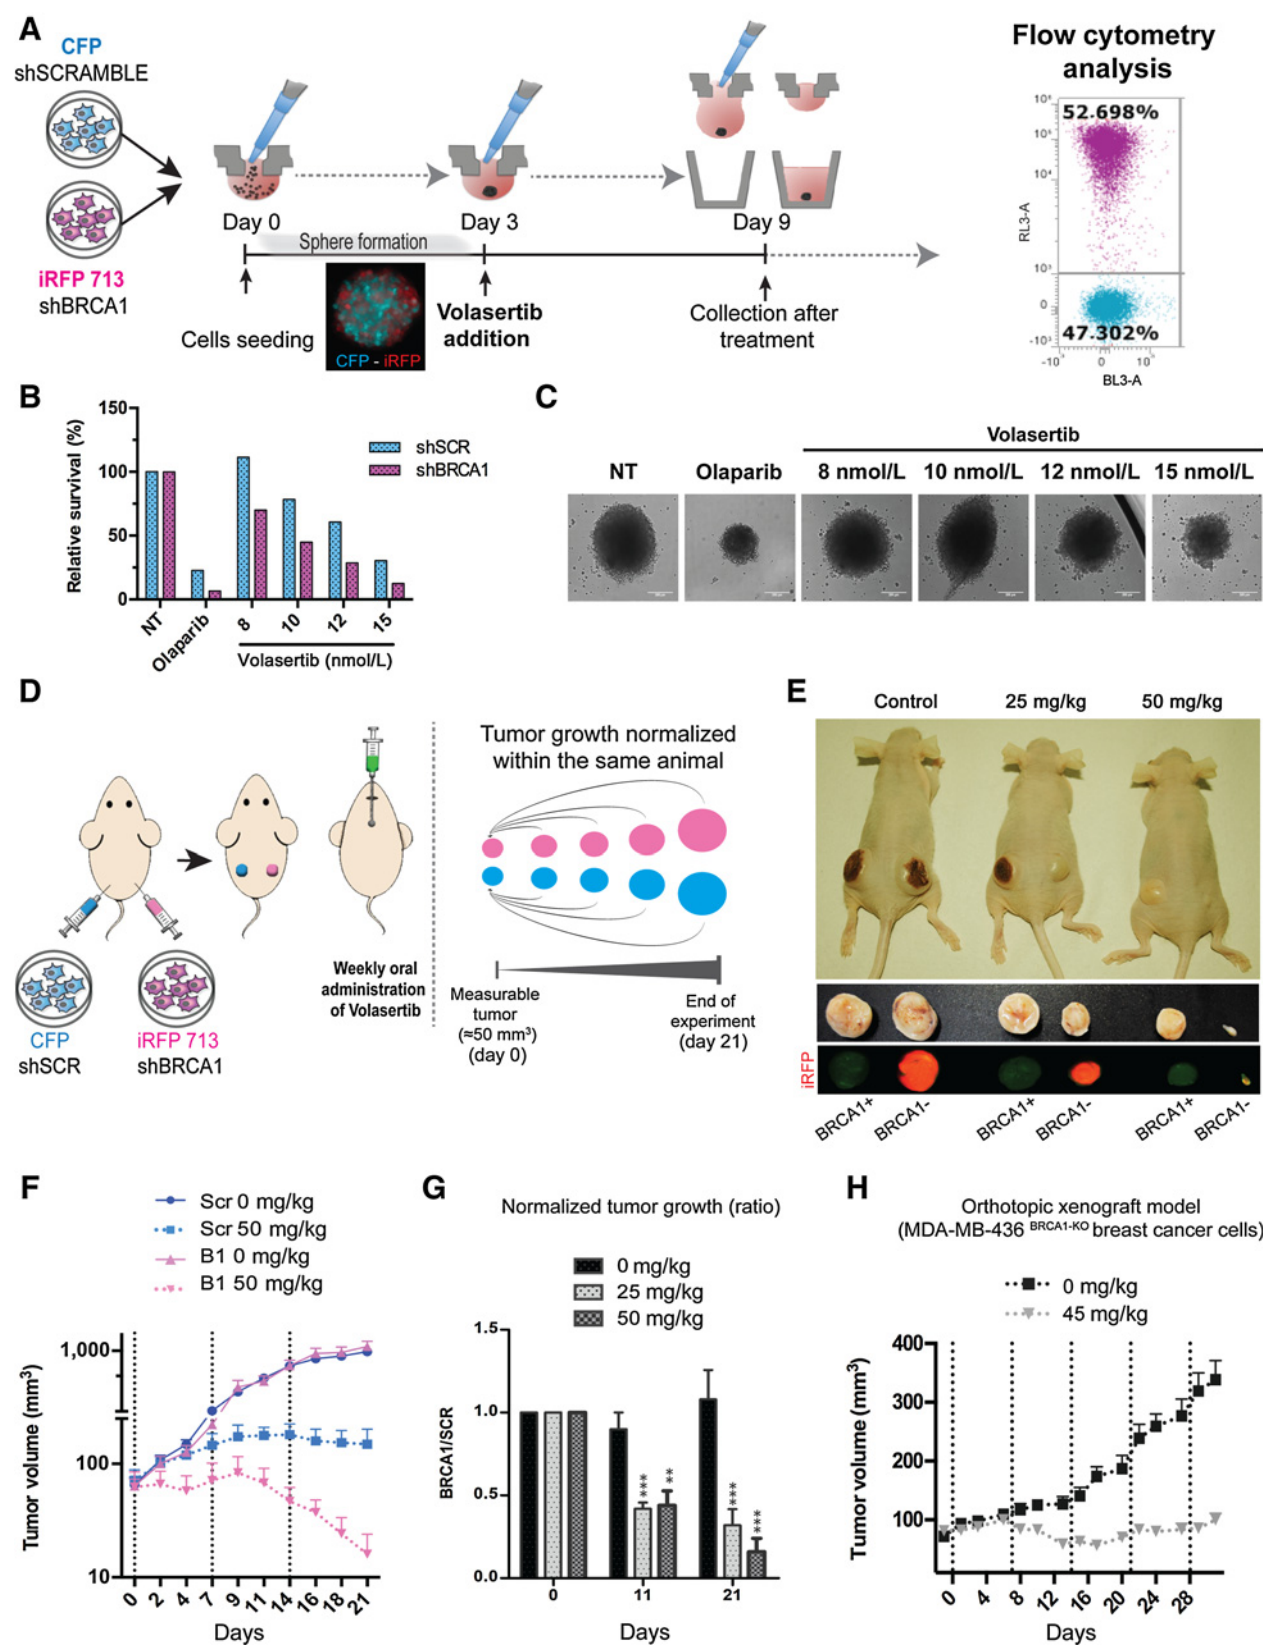 A
CFP
shSCRAMBLE
iRFP 713
shBRCA1
Day 0
Day 3
Day 9
Sphere formation
Cells seeding
CFP - iRFP
Volasertib
addition
Collection after
treatment
Flow cytometry
analysis
52.698%
47.302%
RL3-A
10⁶
10⁵
10⁴
10³
0
-10³
-10³
0
10³
BL3-A
B
Relative survival (%)
150
100
50
0
shSCR
shBRCA1
NT
Olaparib
8
10
12
15
Volasertib (nmol/L)
C
Volasertib
NT
Olaparib
8 nmol/L
10 nmol/L
12 nmol/L
15 nmol/L
D
CFP
shSCR
iRFP 713
shBRCA1
Weekly oral
administration
of Volasertib
Tumor growth normalized
within the same animal
Measurable
tumor
(≈50 mm³)
(day 0)
End of
experiment
(day 21)
E
Control
25 mg/kg
50 mg/kg
iRFP
BRCA1+
BRCA1-
BRCA1+
BRCA1-
BRCA1+
BRCA1-
F
Scr 0 mg/kg
Scr 50 mg/kg
B1 0 mg/kg
B1 50 mg/kg
Tumor volume (mm³)
1,000
100
10
0
2
4
7
9
11
14
16
18
21
Days
G
Normalized tumor growth (ratio)
0 mg/kg
25 mg/kg
50 mg/kg
BRCA1/SCR
1.5
1.0
0.5
0.0
***
**
***
***
0
11
21
Days
H
Orthotopic xenograft model
(MDA-MB-436 BRCA1-KO breast cancer cells)
0 mg/kg
45 mg/kg
Tumor volume (mm³)
400
300
200
100
0
4
8
12
16
20
24
28
Days